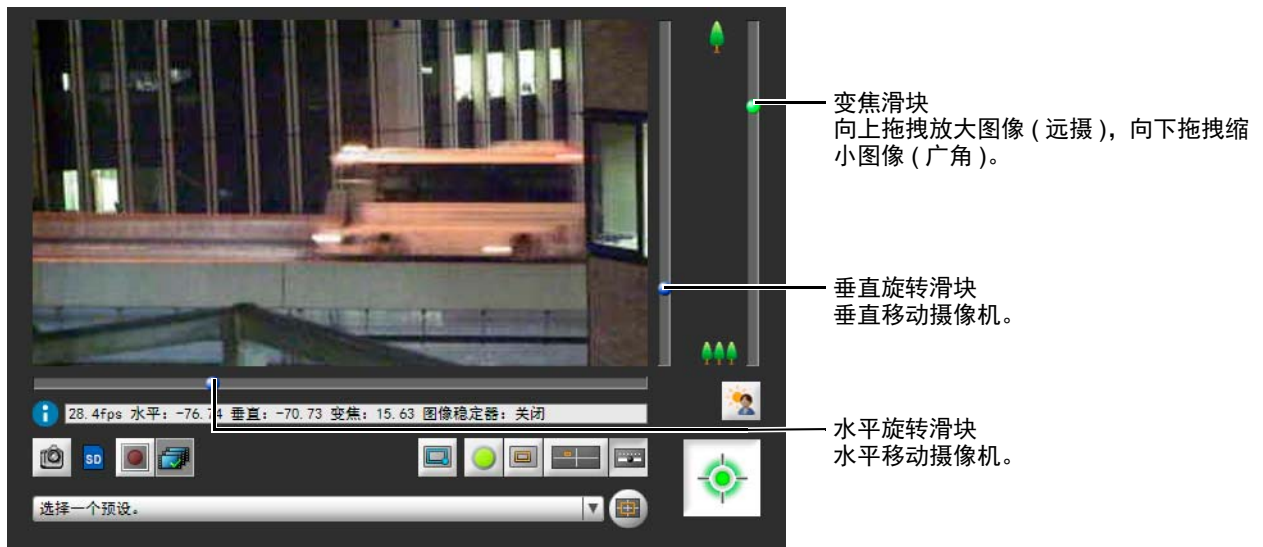 变焦滑块
向上拖拽放大图像 ( 远摄 ), 向下拖拽缩
小图像 ( 广角 )。
垂直旋转滑块
垂直移动摄像机。
28.4fps 水平: -76.74 垂直: -70.73 变焦: 15.63 图像稳定器: 关闭
水平旋转滑块
水平移动摄像机。
SD
选择一个预设。